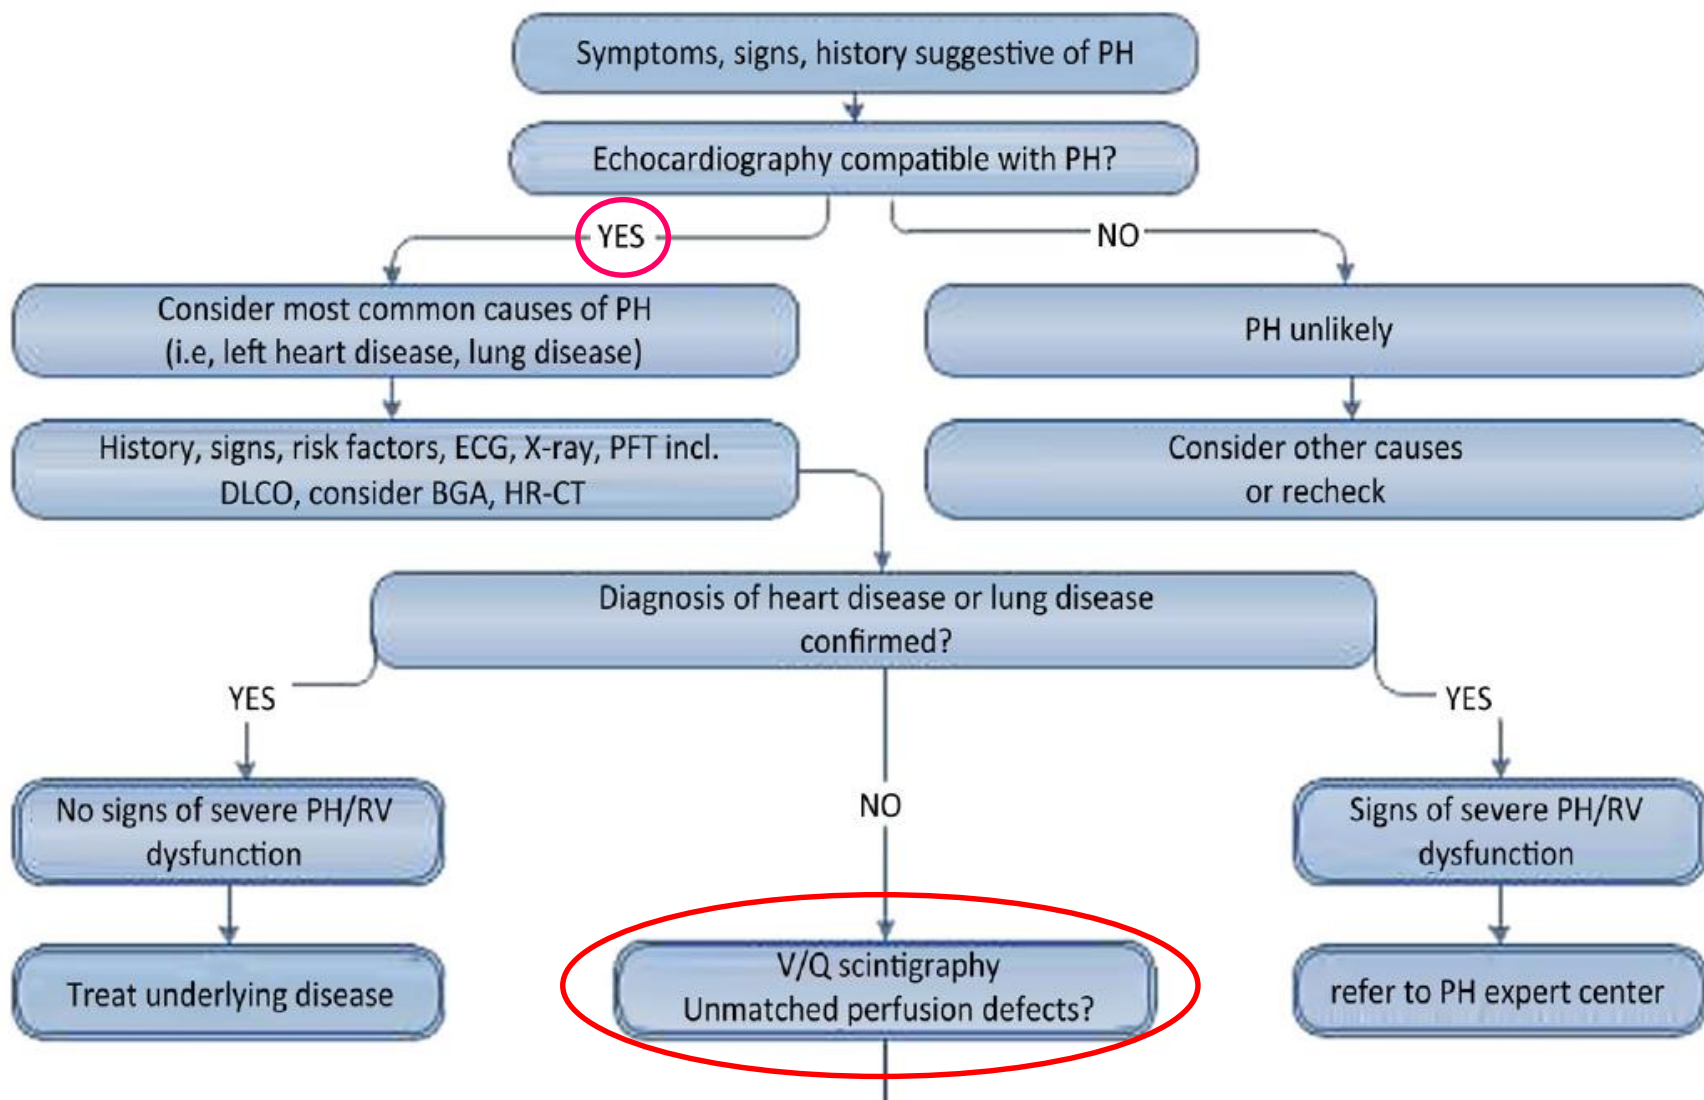 Symptoms, signs, history suggestive of PH
Echocardiography compatible with PH?
YES
NO
Consider most common causes of PH
(i.e, left heart disease, lung disease)
PH unlikely
History, signs, risk factors, ECG, X-ray, PFT incl.
DLCO, consider BGA, HR-CT
Consider other causes
or recheck
Diagnosis of heart disease or lung disease
confirmed?
YES
NO
YES
No signs of severe PH/RV
dysfunction
Signs of severe PH/RV
dysfunction
Treat underlying disease
V/Q scintigraphy
Unmatched perfusion defects?
refer to PH expert center